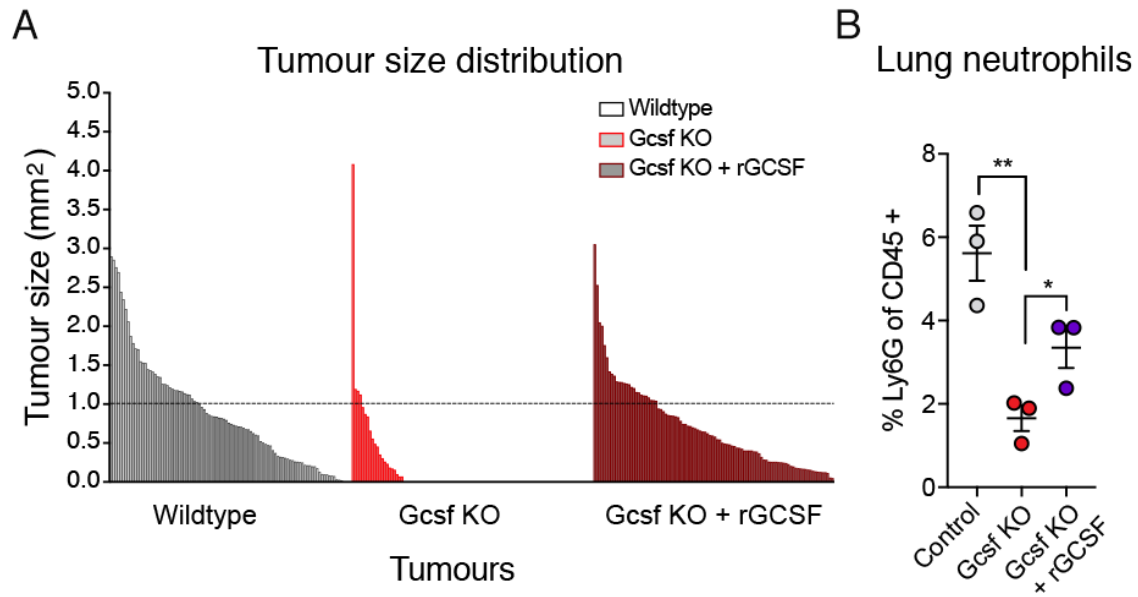 A
Tumour size distribution
Tumour size (mm2)
5.0
4.5
4.0
3.5
3.0
2.5
2.0
1.5
1.0
0.5
0.0
Wildtype
Gcsf KO
Gcsf KO + rGCSF
Wildtype
Gcsf KO
Gcsf KO + rGCSF
Tumours
B
Lung neutrophils
% Ly6G of CD45 +
8
6
4
2
0
**
*
Control
Gcsf KO
Gcsf KO
+ rGCSF